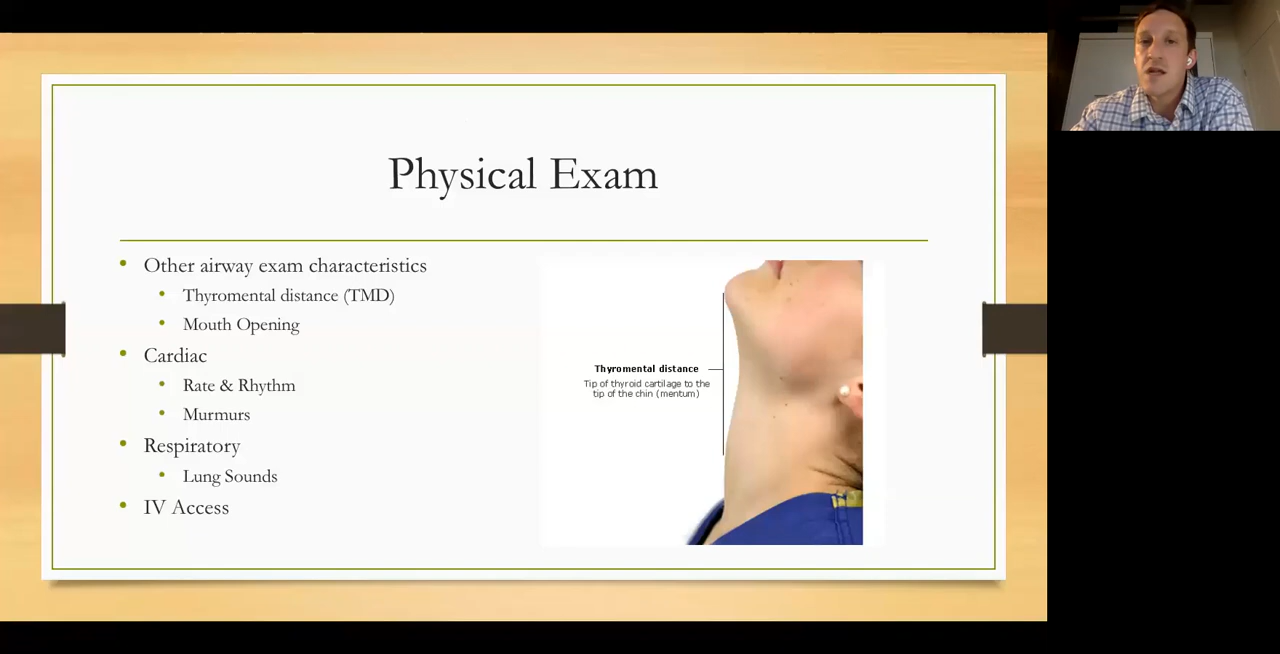 Physical Exam
Other airway exam characteristics
Thyromental distance (TMD)
Mouth Opening
Cardiac
Rate & Rhythm
Murmurs
Respiratory
Lung Sounds
IV Access
Thyromental distance
Tip of thyroid cartilage to the
tip of the chin (mentum)